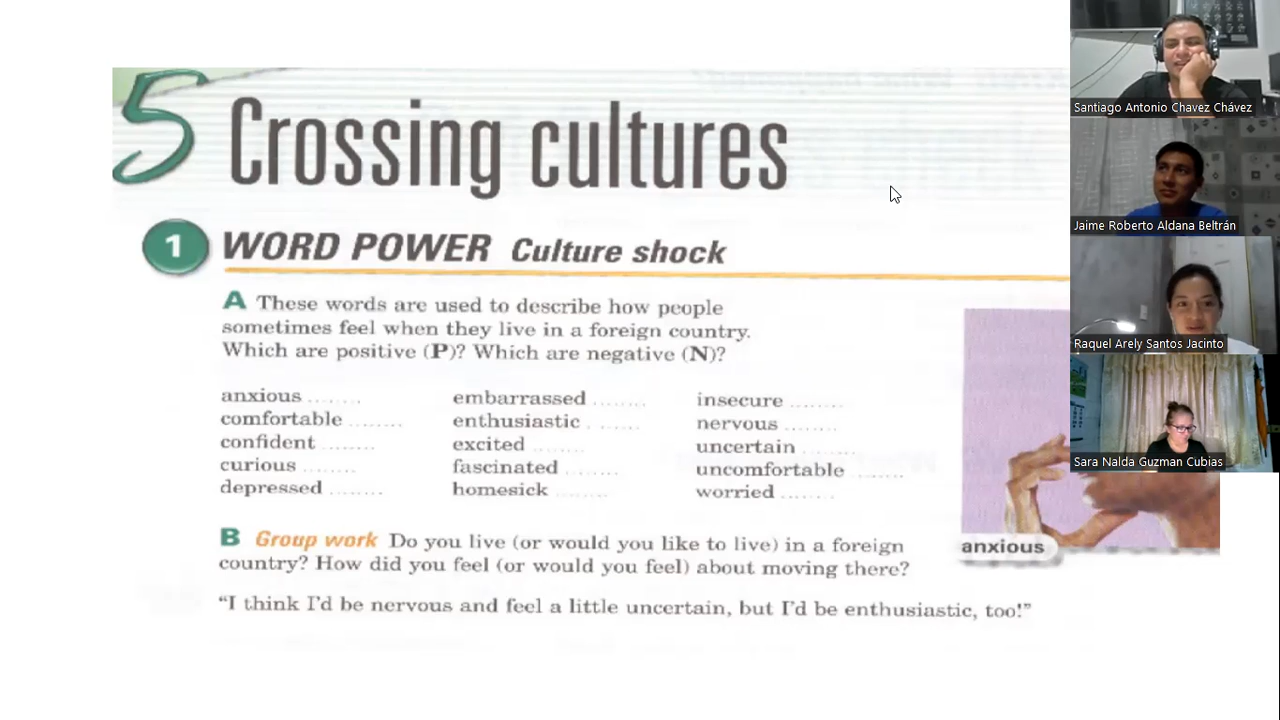 5 Crossing cultures
1 WORD POWER Culture shock
A These words are used to describe how people
sometimes feel when they live in a foreign country.
Which are positive (P)? Which are negative (N)?
anxious ........ embarrassed ........ insecure ........
comfortable ........ enthusiastic ........ nervous ........
confident ........ excited ........ uncertain ........
curious ........ fascinated ........ uncomfortable ........
depressed ........ homesick ........ worried ........
anxious
B Group work Do you live (or would you like to live) in a foreign
country? How did you feel (or would you feel) about moving there?
“I think I’d be nervous and feel a little uncertain, but I’d be enthusiastic, too!”
Santiago Antonio Chavez Chávez
Jaime Roberto Aldana Beltrán
Raquel Arely Santos Jacinto
Sara Nalda Guzman Cubias